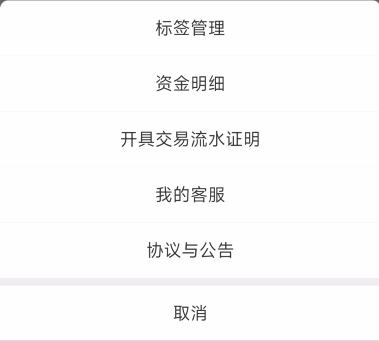 标签管理
资金明细
开具交易流水证明
我的客服
协议与公告
取消